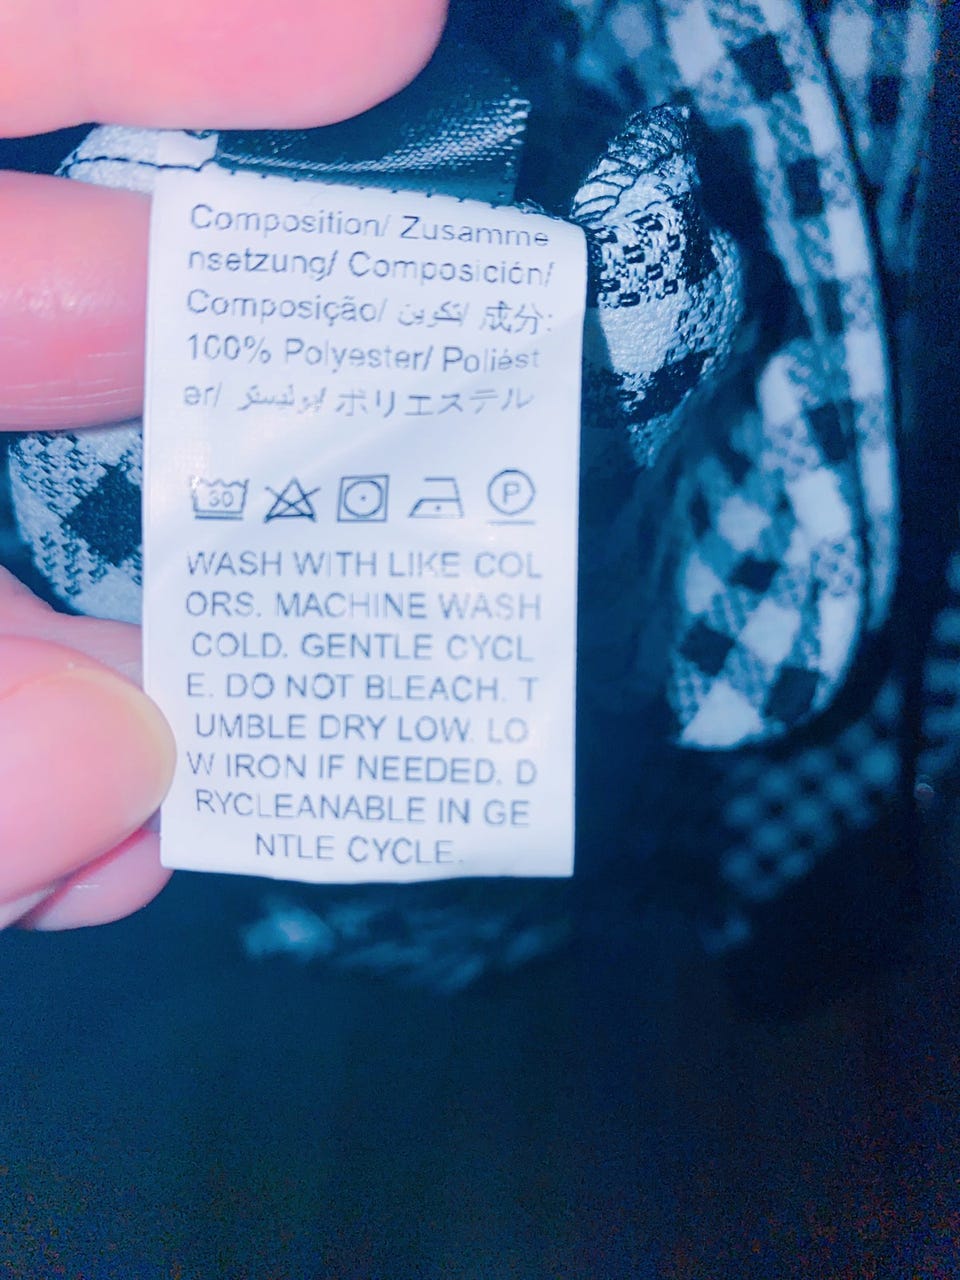 Composition/ Zusamme
nsetzung/ Composición/
Composição/ تكوين/ 成分:
100% Polyester/ Poliést
er/ بوليستر/ ポリエステル
30 P
WASH WITH LIKE COL
ORS. MACHINE WASH
COLD. GENTLE CYCL
E. DO NOT BLEACH. T
UMBLE DRY LOW. LO
W IRON IF NEEDED. D
RYCLEANABLE IN GE
NTLE CYCLE.